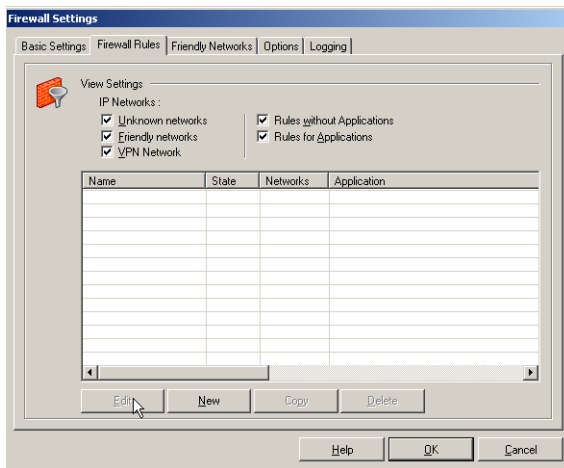 Firewall Settings
Basic Settings Firewall Rules Friendly Networks Options Logging
View Settings
IP Networks :
Unknown networks Rules without Applications
Friendly networks Rules for Applications
VPN Network
Name State Networks Application
Edit New Copy Delete
Help OK Cancel